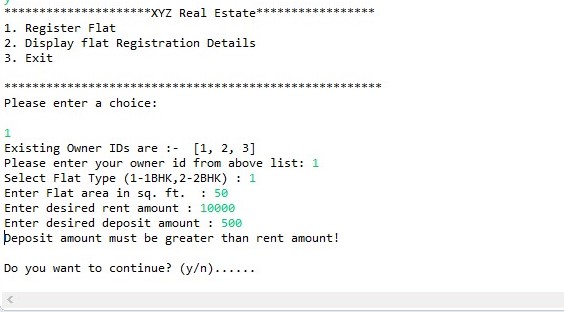 y
*********************XYZ Real Estate*****************
1. Register Flat
2. Display flat Registration Details
3. Exit
******************************************************
Please enter a choice:
1
Existing Owner IDs are :-  [1, 2, 3]
Please enter your owner id from above list: 1
Select Flat Type (1-1BHK,2-2BHK) : 1
Enter Flat area in sq. ft.  : 50
Enter desired rent amount : 10000
Enter desired deposit amount : 500
Deposit amount must be greater than rent amount!
Do you want to continue? (y/n)......